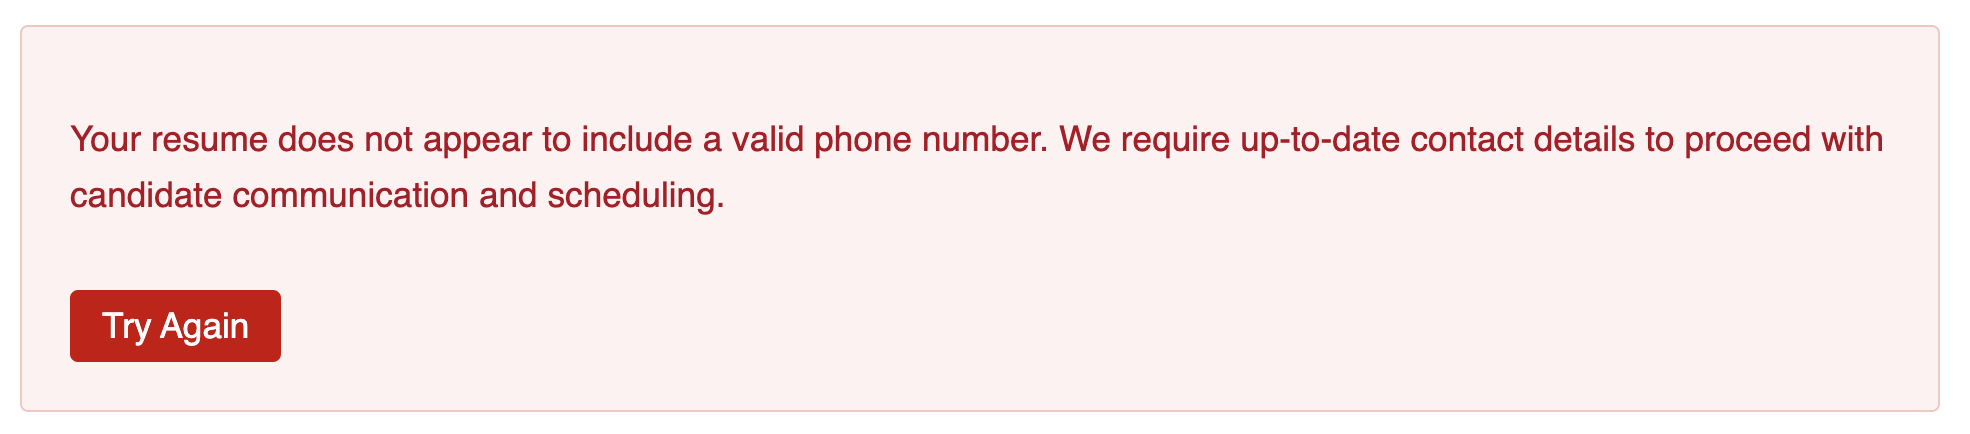 Your resume does not appear to include a valid phone number. We require up-to-date contact details to proceed with
candidate communication and scheduling.
Try Again